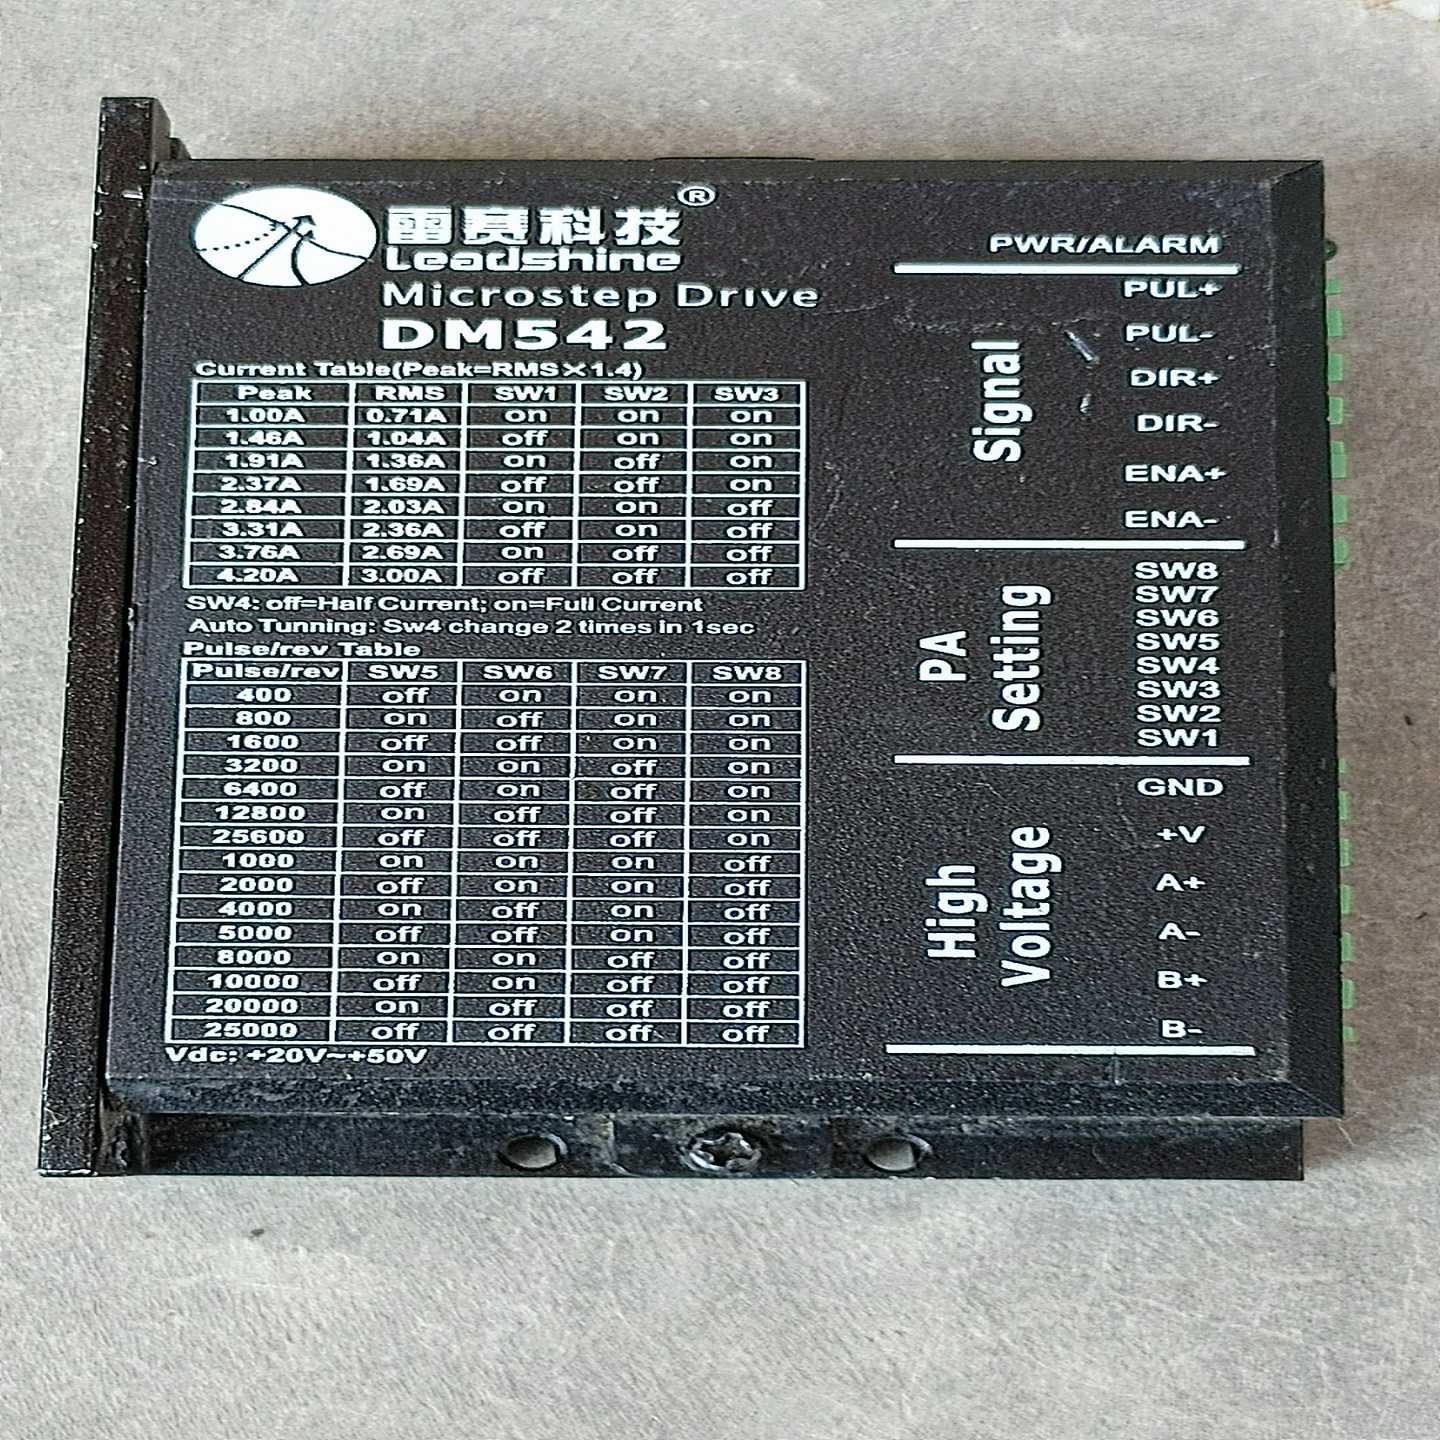 雷赛科技®
Leadshine
Microstep Drive
DM542
Current Table(Peak=RMS×1.4)
Peak RMS SW1 SW2 SW3
1.00A 0.71A on on on
1.46A 1.04A off on on
1.91A 1.36A on off on
2.37A 1.69A off off on
2.84A 2.03A on on off
3.31A 2.36A off on off
3.76A 2.69A on off off
4.20A 3.00A off off off
SW4: off=Half Current; on=Full Current
Auto Tunning: Sw4 change 2 times in 1sec
Pulse/rev Table
Pulse/rev SW5 SW6 SW7 SW8
400 off on on on
800 on off on on
1600 off off on on
3200 on on off on
6400 off on off on
12800 on off off on
25600 off off off on
1000 on on on off
2000 off on on off
4000 on off on off
5000 off off on off
8000 on on off off
10000 off on off off
20000 on off off off
25000 off off off off
Vdc: +20V~+50V
PWR/ALARM
Signal
PUL+
PUL-
DIR+
DIR-
ENA+
ENA-
PA
Setting
SW8
SW7
SW6
SW5
SW4
SW3
SW2
SW1
High
Voltage
GND
+V
A+
A-
B+
B-